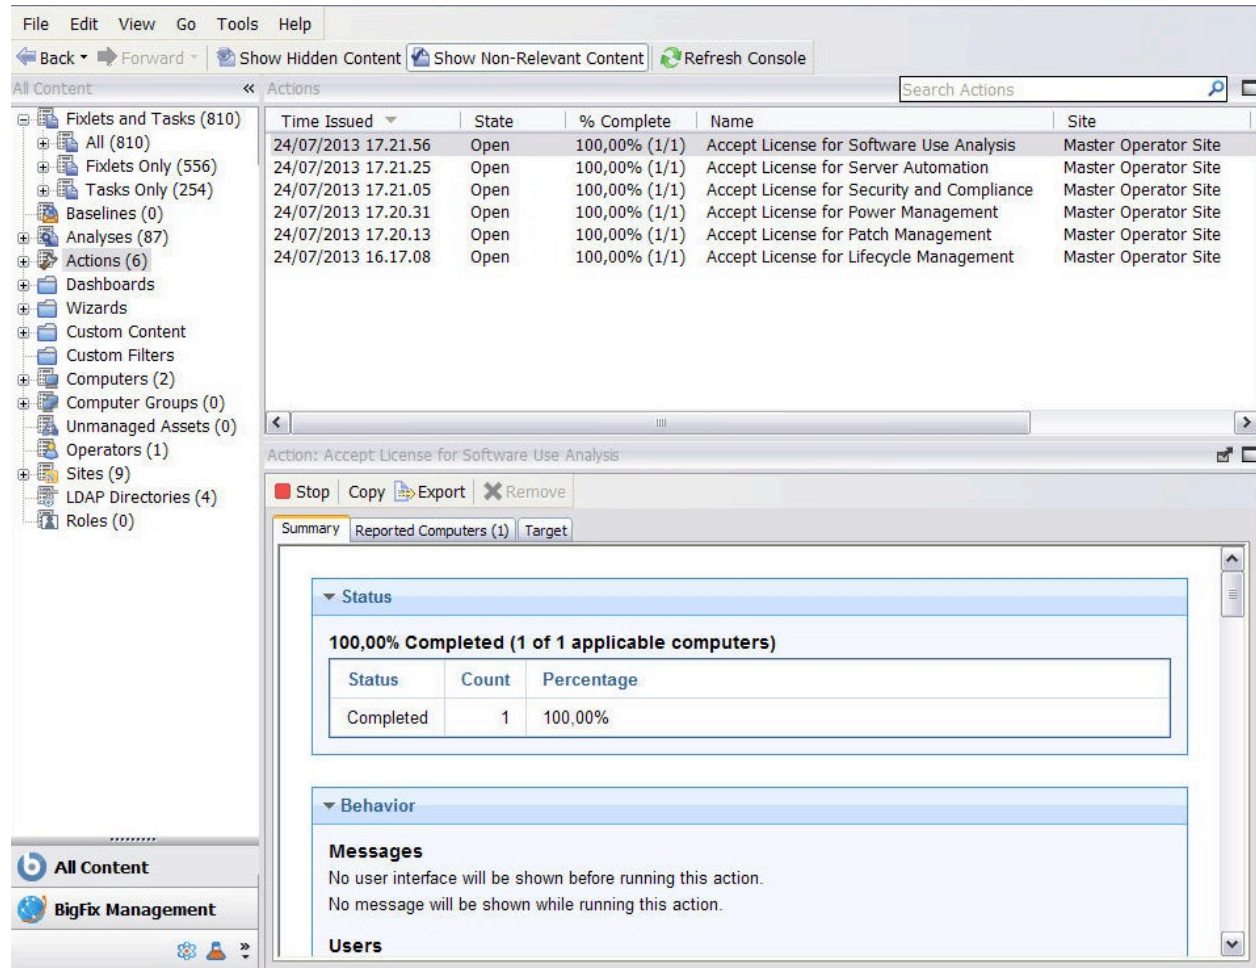 File Edit View Go Tools Help
Back Forward Show Hidden Content Show Non-Relevant Content Refresh Console
All Content « Actions Search Actions
Fixlets and Tasks (810)
All (810)
Fixlets Only (556)
Tasks Only (254)
Baselines (0)
Analyses (87)
Actions (6)
Dashboards
Wizards
Custom Content
Custom Filters
Computers (2)
Computer Groups (0)
Unmanaged Assets (0)
Operators (1)
Sites (9)
LDAP Directories (4)
Roles (0)
All Content
BigFix Management
Time Issued State % Complete Name Site
24/07/2013 17.21.56 Open 100,00% (1/1) Accept License for Software Use Analysis Master Operator Site
24/07/2013 17.21.25 Open 100,00% (1/1) Accept License for Server Automation Master Operator Site
24/07/2013 17.21.05 Open 100,00% (1/1) Accept License for Security and Compliance Master Operator Site
24/07/2013 17.20.31 Open 100,00% (1/1) Accept License for Power Management Master Operator Site
24/07/2013 17.20.13 Open 100,00% (1/1) Accept License for Patch Management Master Operator Site
24/07/2013 16.17.08 Open 100,00% (1/1) Accept License for Lifecycle Management Master Operator Site
Action: Accept License for Software Use Analysis
Stop Copy Export Remove
Summary Reported Computers (1) Target
Status
100,00% Completed (1 of 1 applicable computers)
Status Count Percentage
Completed 1 100,00%
Behavior
Messages
No user interface will be shown before running this action.
No message will be shown while running this action.
Users